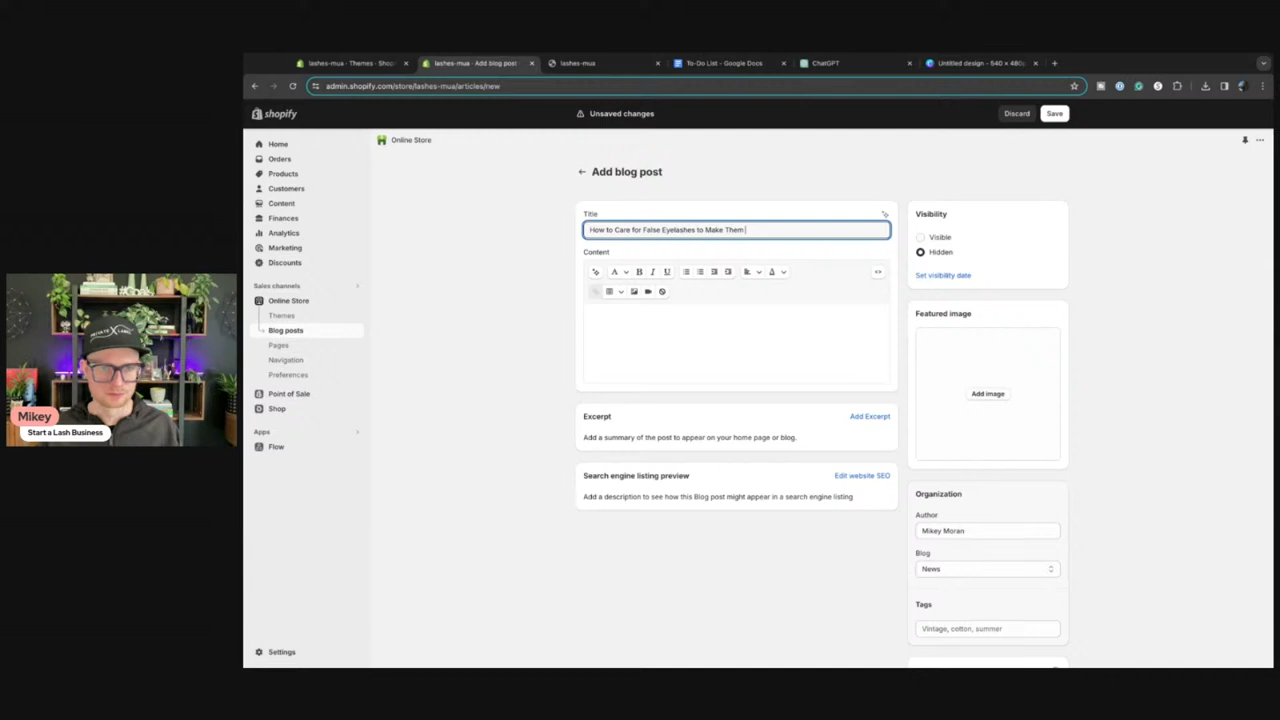 lashes-mua · Themes · Shop
lashes-mua · Add blog post
lashes-mua
To-Do List - Google Docs
ChatGPT
Untitled design - 540 × 480p
admin.shopify.com/store/lashes-mua/articles/new
shopify
Unsaved changes
Discard
Save
Home
Orders
Products
Customers
Content
Finances
Analytics
Marketing
Discounts
Sales channels
Online Store
Themes
Blog posts
Pages
Navigation
Preferences
Point of Sale
Shop
Apps
Flow
Settings
Online Store
Add blog post
Title
How to Care for False Eyelashes to Make Them
Content
Excerpt
Add Excerpt
Add a summary of the post to appear on your home page or blog.
Search engine listing preview
Edit website SEO
Add a description to see how this Blog post might appear in a search engine listing
Visibility
Visible
Hidden
Set visibility date
Featured image
Add image
Organization
Author
Mikey Moran
Blog
News
Tags
Vintage, cotton, summer
Mikey
Start a Lash Business